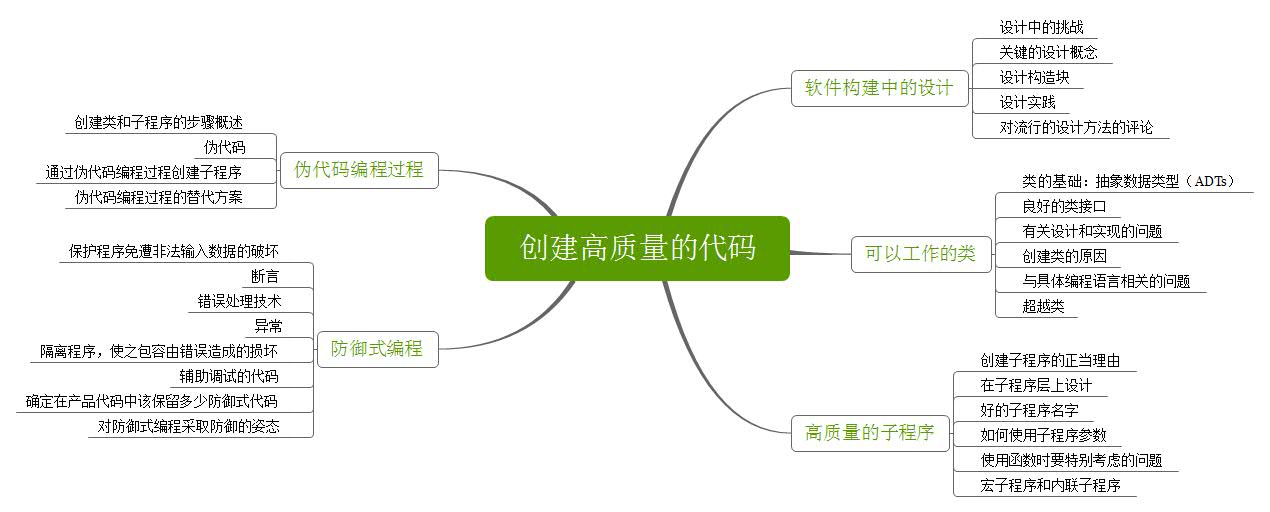 创建高质量的代码
软件构建中的设计
设计中的挑战
关键的设计概念
设计构造块
设计实践
对流行的设计方法的评论
可以工作的类
类的基础：抽象数据类型（ADTs）
良好的类接口
有关设计和实现的问题
创建类的原因
与具体编程语言相关的问题
超越类
高质量的子程序
创建子程序的正当理由
在子程序层上设计
好的子程序名字
如何使用子程序参数
使用函数时要特别考虑的问题
宏子程序和内联子程序
伪代码编程过程
创建类和子程序的步骤概述
伪代码
通过伪代码编程过程创建子程序
伪代码编程过程的替代方案
防御式编程
保护程序免遭非法输入数据的破坏
断言
错误处理技术
异常
隔离程序，使之包容由错误造成的损坏
辅助调试的代码
确定在产品代码中该保留多少防御式代码
对防御式编程采取防御的姿态